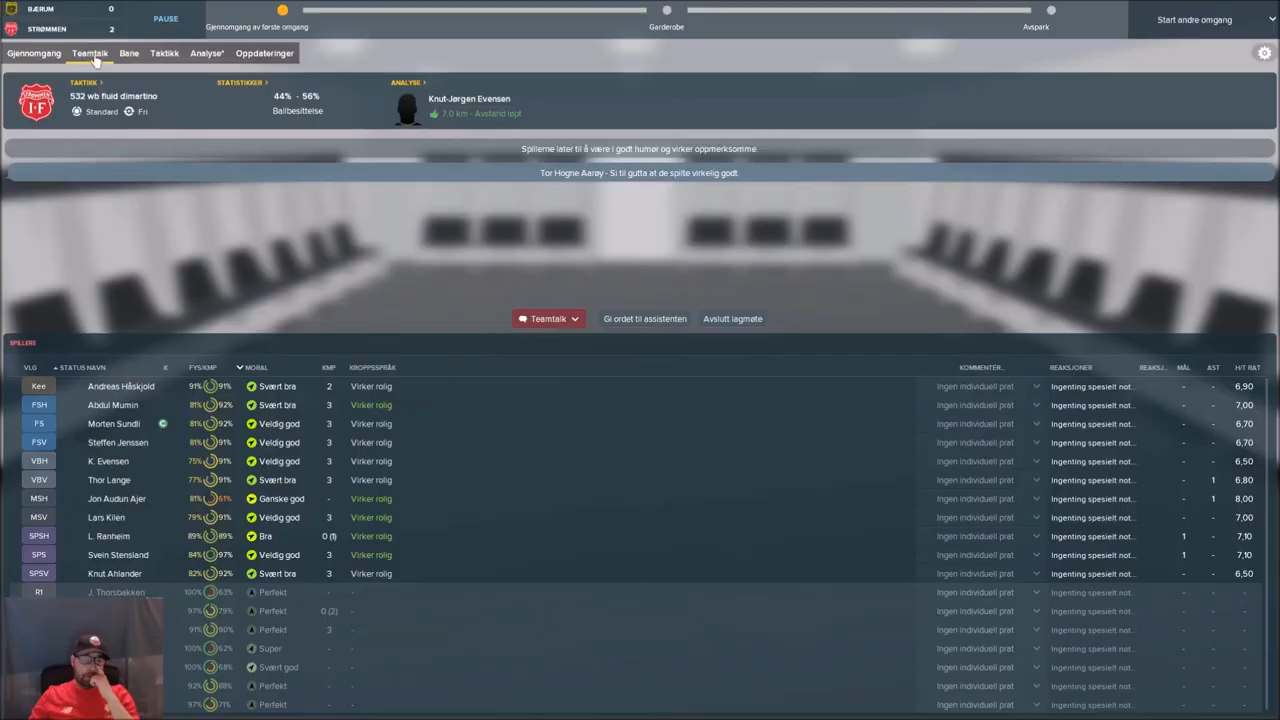 BÆRUM 0
STRØMMEN 2
PAUSE
Gjennomgang av første omgang
Garderobe
Avspark
Start andre omgang
Gjennomgang Teamtalk Bane Taktikk Analyse* Oppdateringer
TAKTIKK >
532 wb fluid dimartino
Standard Fri
STATISTIKKER >
44% - 56%
Ballbesittelse
ANALYSE >
Knut-Jørgen Evensen
7.0 km - Avstand løpt
Spillerne later til å være i godt humør og virker oppmerksomme.
Tor Hogne Aarøy - Si til gutta at de spilte virkelig godt.
Teamtalk Gi ordet til assistenten Avslutt lagmøte
SPILLERE
VLG STATUS NAVN K FYS/KMP MORAL KMP KROPPSSPRÅK KOMMENTER... REAKSJONER REAKSJ... MÅL AST H/T RAT
Kee Andreas Håskjold 91% 91% Svært bra 2 Virker rolig Ingen individuell prat Ingenting spesielt not... - - 6,90
FSH Abdul Mumin 81% 92% Svært bra 3 Virker rolig Ingen individuell prat Ingenting spesielt not... - - 7,00
FS Morten Sundli C 81% 92% Veldig god 3 Virker rolig Ingen individuell prat Ingenting spesielt not... - - 6,70
FSV Steffen Jenssen 81% 91% Veldig god 3 Virker rolig Ingen individuell prat Ingenting spesielt not... - - 6,70
VBH K. Evensen 75% 91% Veldig god 3 Virker rolig Ingen individuell prat Ingenting spesielt not... - - 6,50
VBV Thor Lange 77% 91% Svært bra 3 Virker rolig Ingen individuell prat Ingenting spesielt not... - 1 6,80
MSH Jon Audun Ajer 81% 61% Ganske god - Virker rolig Ingen individuell prat Ingenting spesielt not... - 1 8,00
MSV Lars Kilen 79% 91% Veldig god 3 Virker rolig Ingen individuell prat Ingenting spesielt not... - - 7,00
SPSH L. Ranheim 89% 89% Bra 0 (1) Virker rolig Ingen individuell prat Ingenting spesielt not... 1 - 7,10
SPS Svein Stensland 84% 97% Veldig god 3 Virker rolig Ingen individuell prat Ingenting spesielt not... 1 - 7,10
SPSV Knut Ahlander 82% 92% Svært bra 3 Virker rolig Ingen individuell prat Ingenting spesielt not... - - 6,50
R1 J. Thorsbakken 100% 63% Perfekt - - Ingen individuell prat Ingenting spesielt not... - - -
97% 79% Perfekt 0 (2) - Ingen individuell prat Ingenting spesielt not... - - -
91% 90% Perfekt 3 - Ingen individuell prat Ingenting spesielt not... - - -
100% 62% Super - - Ingen individuell prat Ingenting spesielt not... - - -
100% 68% Svært god - - Ingen individuell prat Ingenting spesielt not... - - -
92% 88% Perfekt - - Ingen individuell prat Ingenting spesielt not... - - -
97% 71% Perfekt - - Ingen individuell prat Ingenting spesielt not... - - -